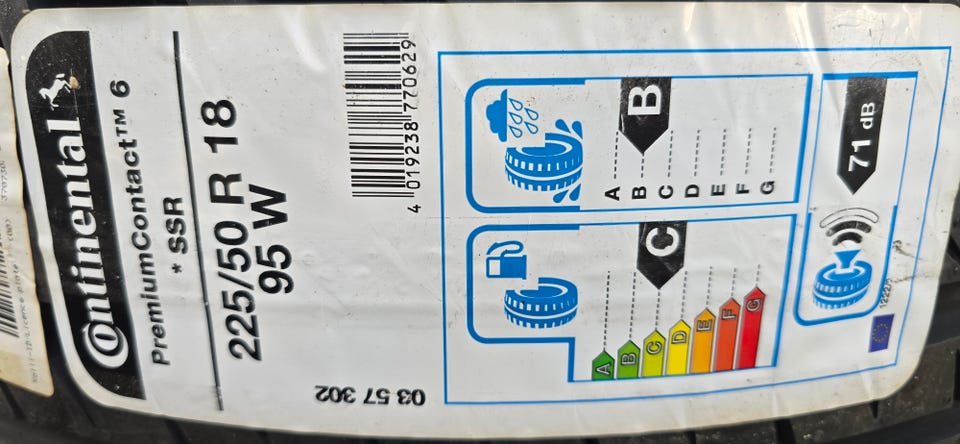 Continental
PremiumContact™ 6
* SSR
225/50 R 18
95 W
4 019238 770629
03 57 302
C
A
B
C
D
E
F
G
B
A
B
C
D
E
F
G
71 dB